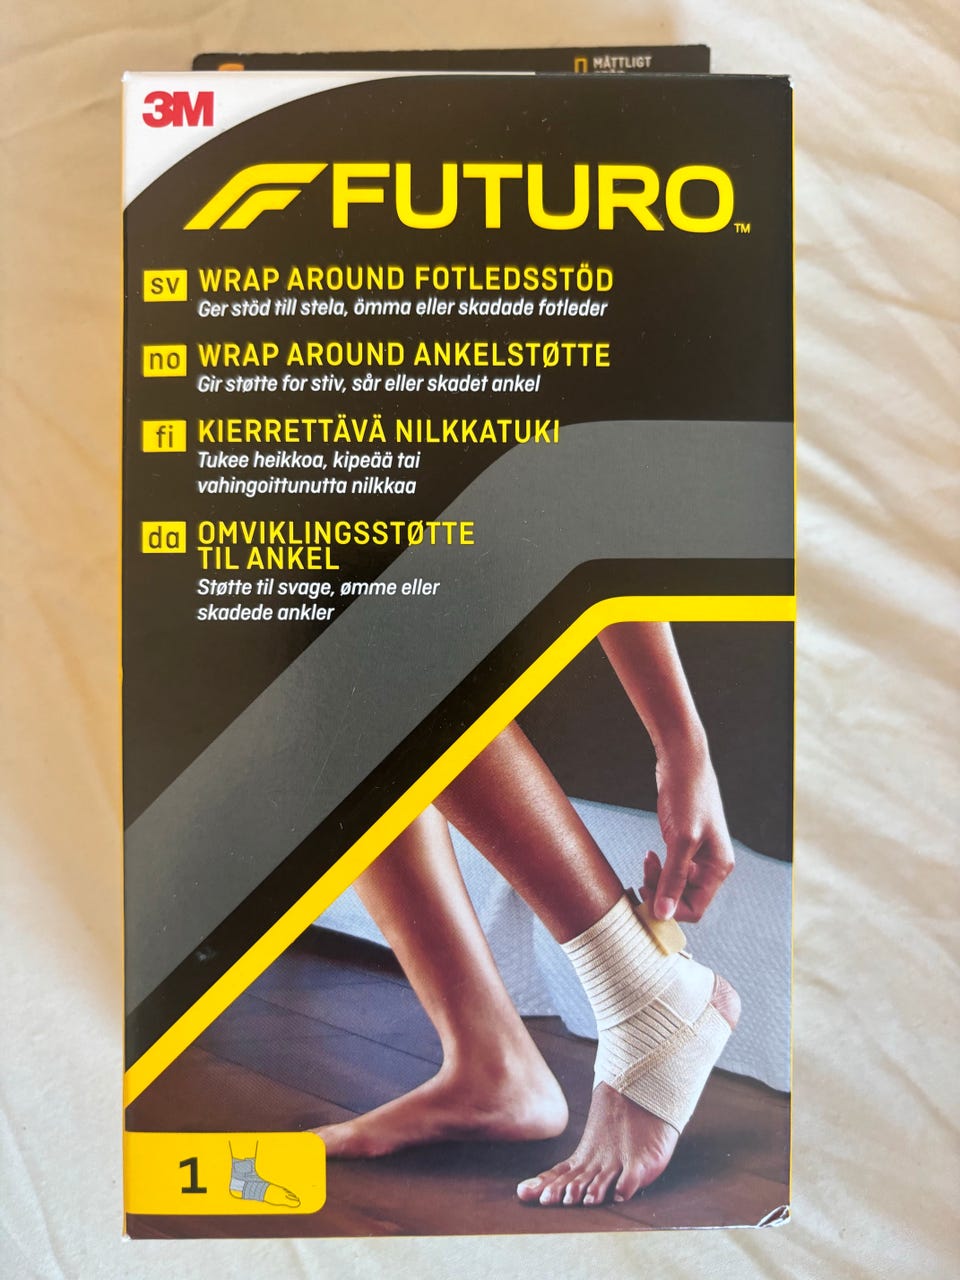 MÅTTLIGT
3M
FUTURO™
sv WRAP AROUND FOTLEDSSTÖD
Ger stöd till stela, ömma eller skadade fotleder
no WRAP AROUND ANKELSTØTTE
Gir støtte for stiv, sår eller skadet ankel
fi KIERRETTÄVÄ NILKKATUKI
Tukee heikkoa, kipeää tai
vahingoittunutta nilkkaa
da OMVIKLINGSSTØTTE
TIL ANKEL
Støtte til svage, ømme eller
skadede ankler
1